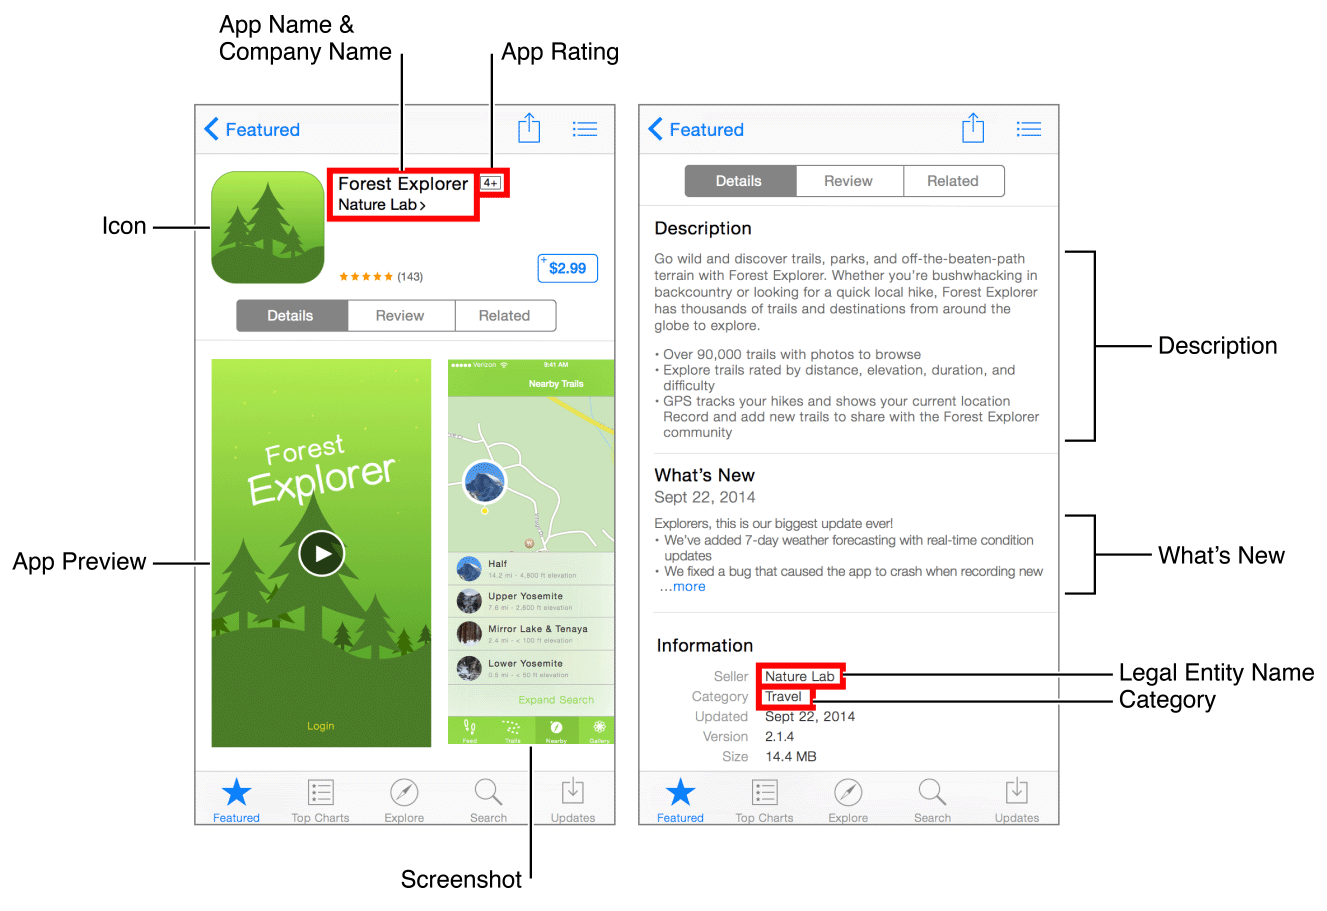 App Name &
Company Name
App Rating
Featured
Forest Explorer 4+
Nature Lab >
Icon
★★★★★ (143)
+ $2.99
Details Review Related
Forest
Explorer
App Preview
Login
Verizon 9:41 AM
Nearby Trails
Half
14.2 mi - 4,800 ft elevation
Upper Yosemite
7.6 mi - 2,600 ft elevation
Mirror Lake & Tenaya
2.4 mi - < 100 ft elevation
Lower Yosemite
0.5 mi - < 50 ft elevation
Expand Search
Feed Trails Nearby Gallery
Featured Top Charts Explore Search Updates
Screenshot
Featured
Details Review Related
Description
Go wild and discover trails, parks, and off-the-beaten-path
terrain with Forest Explorer. Whether you're bushwhacking in
backcountry or looking for a quick local hike, Forest Explorer
has thousands of trails and destinations from around the
globe to explore.
• Over 90,000 trails with photos to browse
• Explore trails rated by distance, elevation, duration, and
difficulty
• GPS tracks your hikes and shows your current location
Record and add new trails to share with the Forest Explorer
community
Description
What's New
Sept 22, 2014
Explorers, this is our biggest update ever!
• We've added 7-day weather forecasting with real-time condition
updates
• We fixed a bug that caused the app to crash when recording new
...more
What's New
Information
Seller Nature Lab
Category Travel
Updated Sept 22, 2014
Version 2.1.4
Size 14.4 MB
Legal Entity Name
Category
Featured Top Charts Explore Search Updates